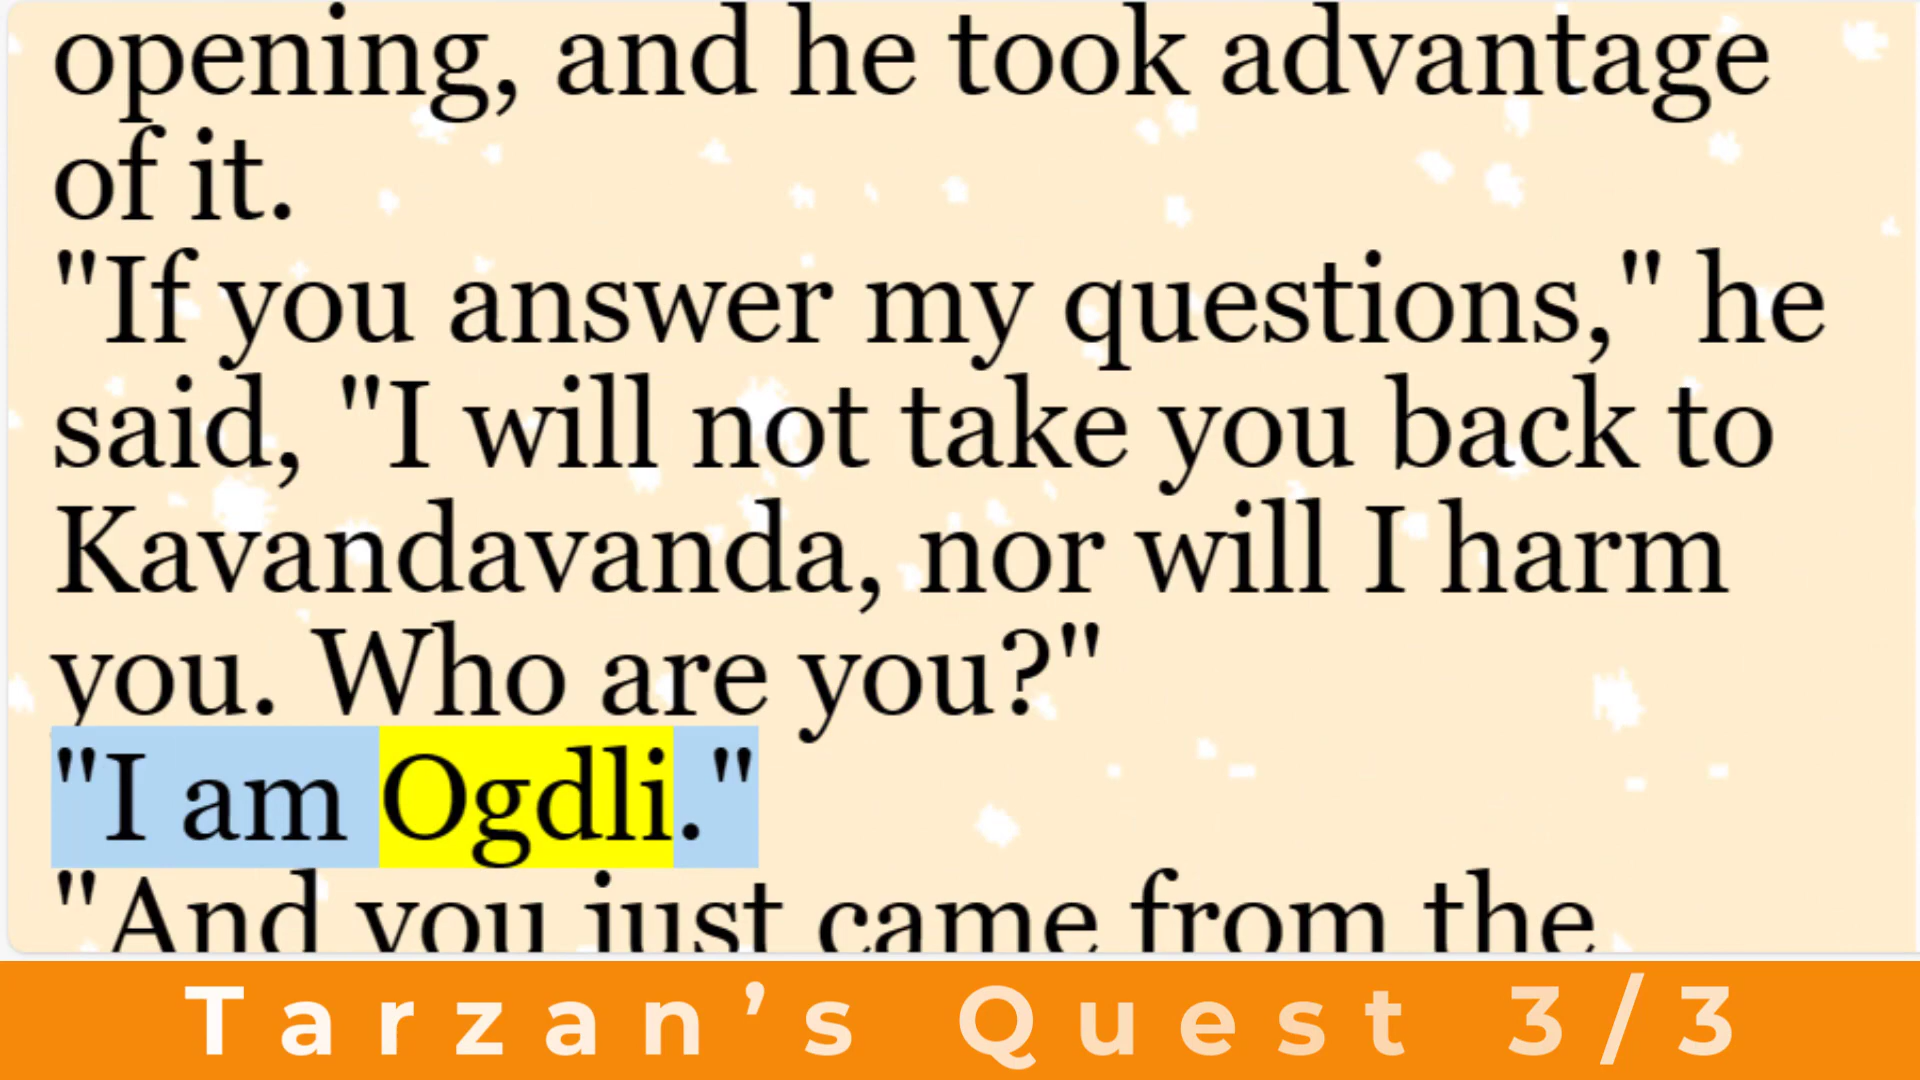 opening, and he took advantage
of it.
"If you answer my questions," he
said, "I will not take you back to
Kavandavanda, nor will I harm
you. Who are you?"
"I am Ogdli."
"And you just came from the
Tarzan’s Quest 3/3